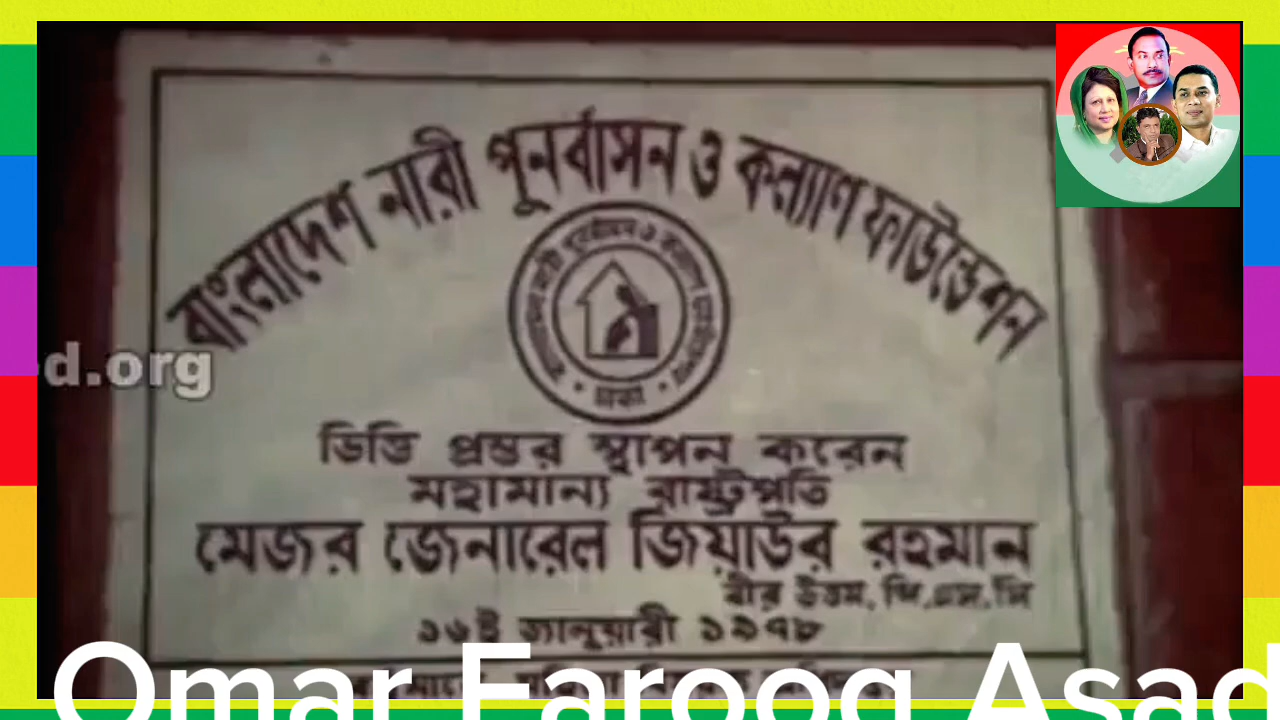 বাংলাদেশ নারী পুনর্বাসন ও কল্যাণ ফাউন্ডেশন
ঢাকা
d.org
ভিত্তি প্রস্তর স্থাপন করেন
মহামান্য রাষ্ট্রপতি
মেজর জেনারেল জিয়াউর রহমান
বীর উত্তম, পি.এস.সি
১৬ই জানুয়ারী ১৯৭৮
Omar Farooq Asad